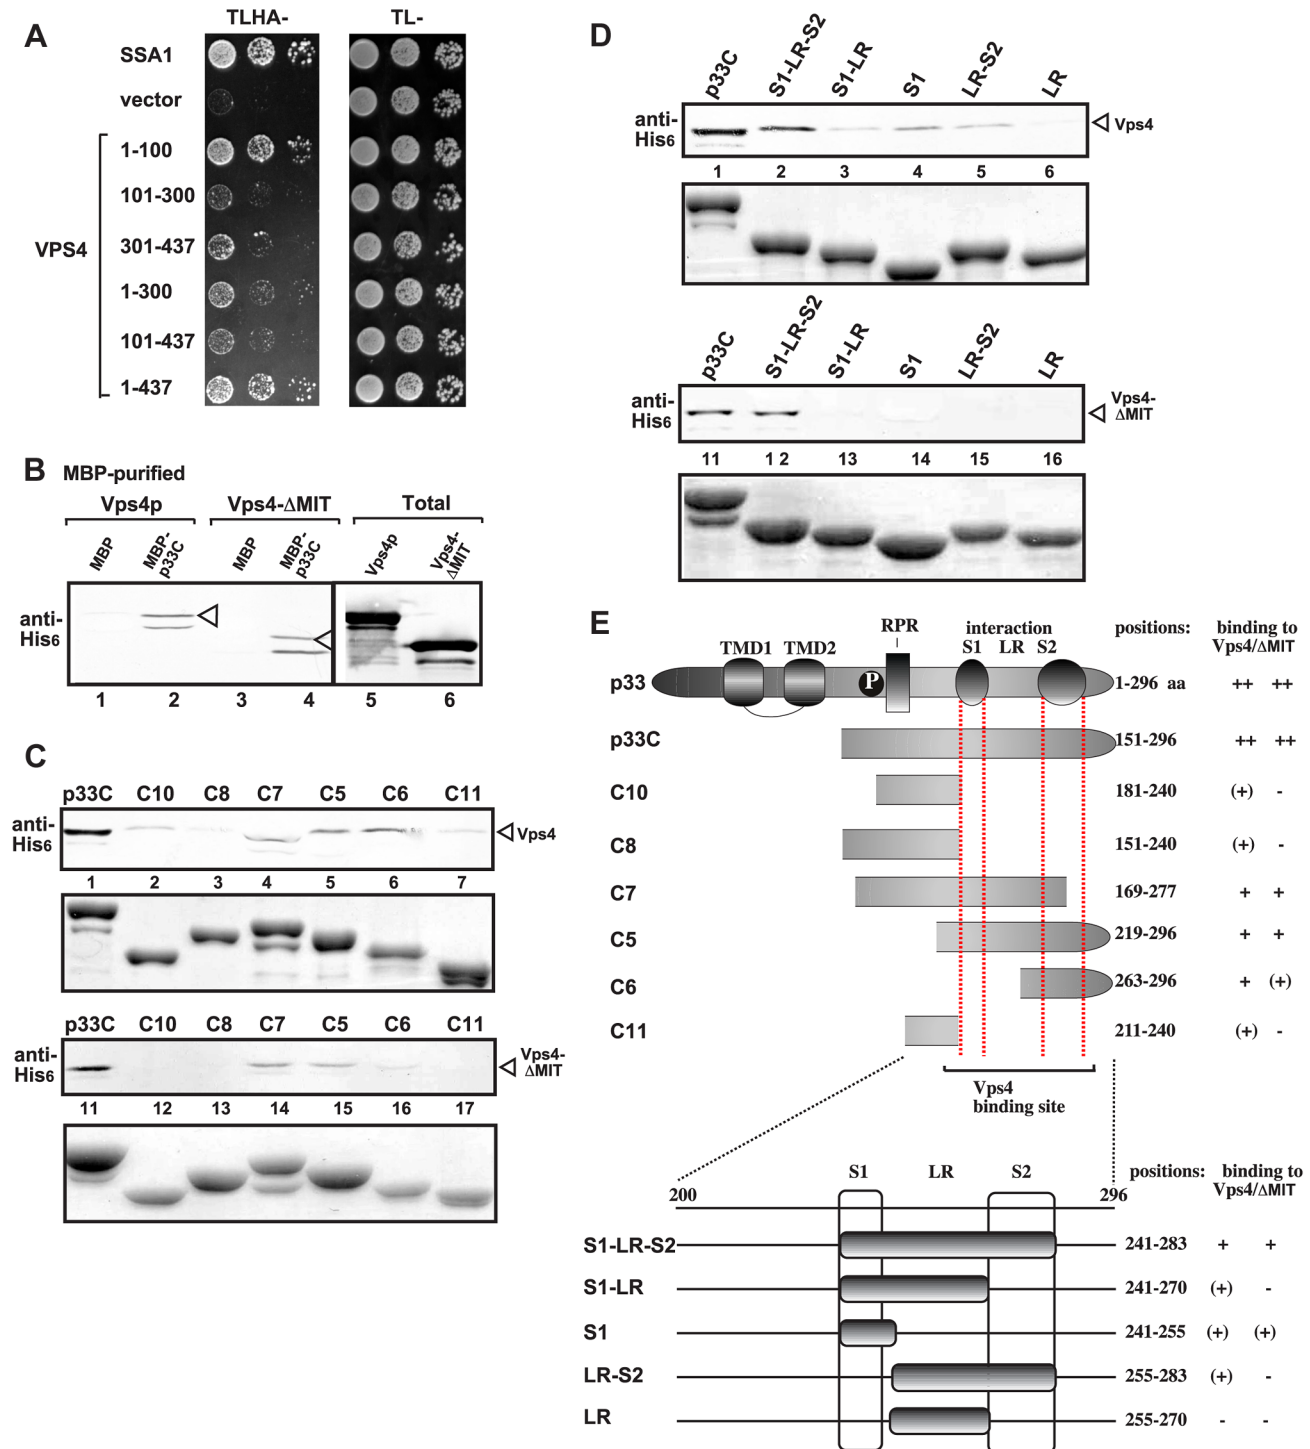 A
TLHA-
TL-
SSA1
vector
VPS4
1-100
101-300
301-437
1-300
101-437
1-437
B
MBP-purified
Vps4p
Vps4-ΔMIT
Total
MBP
MBP-
p33C
MBP
MBP-
p33C
Vps4p
Vps4-
ΔMIT
anti-
His6
1
2
3
4
5
6
C
p33C
C10
C8
C7
C5
C6
C11
anti-
His6
Vps4
1
2
3
4
5
6
7
p33C
C10
C8
C7
C5
C6
C11
anti-
His6
Vps4-
ΔMIT
11
12
13
14
15
16
17
D
p33C
S1-LR-S2
S1-LR
S1
LR-S2
LR
anti-
His6
Vps4
1
2
3
4
5
6
p33C
S1-LR-S2
S1-LR
S1
LR-S2
LR
anti-
His6
Vps4-
ΔMIT
11
1 2
13
14
15
16
E
RPR
interaction
S1 LR S2
positions:
binding to
Vps4/ΔMIT
TMD1
TMD2
P
p33
1-296 aa
++ ++
p33C
151-296
++ ++
C10
181-240
(+) -
C8
151-240
(+) -
C7
169-277
+ +
C5
219-296
+ +
C6
263-296
+ (+)
C11
211-240
(+) -
Vps4
binding site
S1
LR
S2
positions:
binding to
Vps4/ΔMIT
200
296
S1-LR-S2
241-283
+ +
S1-LR
241-270
(+) -
S1
241-255
(+) (+)
LR-S2
255-283
(+) -
LR
255-270
- -